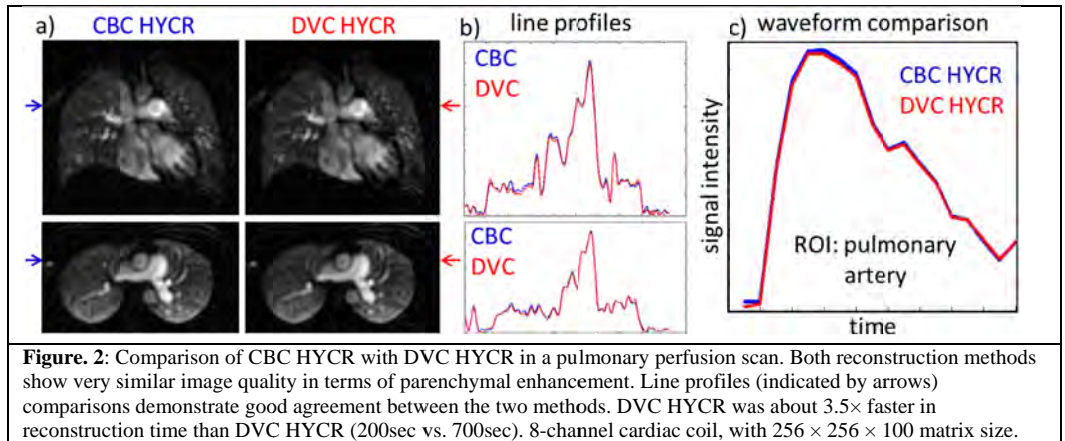 a) CBC HYCR DVC HYCR
b) line profiles
CBC
DVC
CBC
DVC
c) waveform comparison
CBC HYCR
DVC HYCR
signal intensity
ROI: pulmonary
artery
time
Figure. 2: Comparison of CBC HYCR with DVC HYCR in a pulmonary perfusion scan. Both reconstruction methods
show very similar image quality in terms of parenchymal enhancement. Line profiles (indicated by arrows)
comparisons demonstrate good agreement between the two methods. DVC HYCR was about 3.5× faster in
reconstruction time than DVC HYCR (200sec vs. 700sec). 8-channel cardiac coil, with 256 × 256 × 100 matrix size.